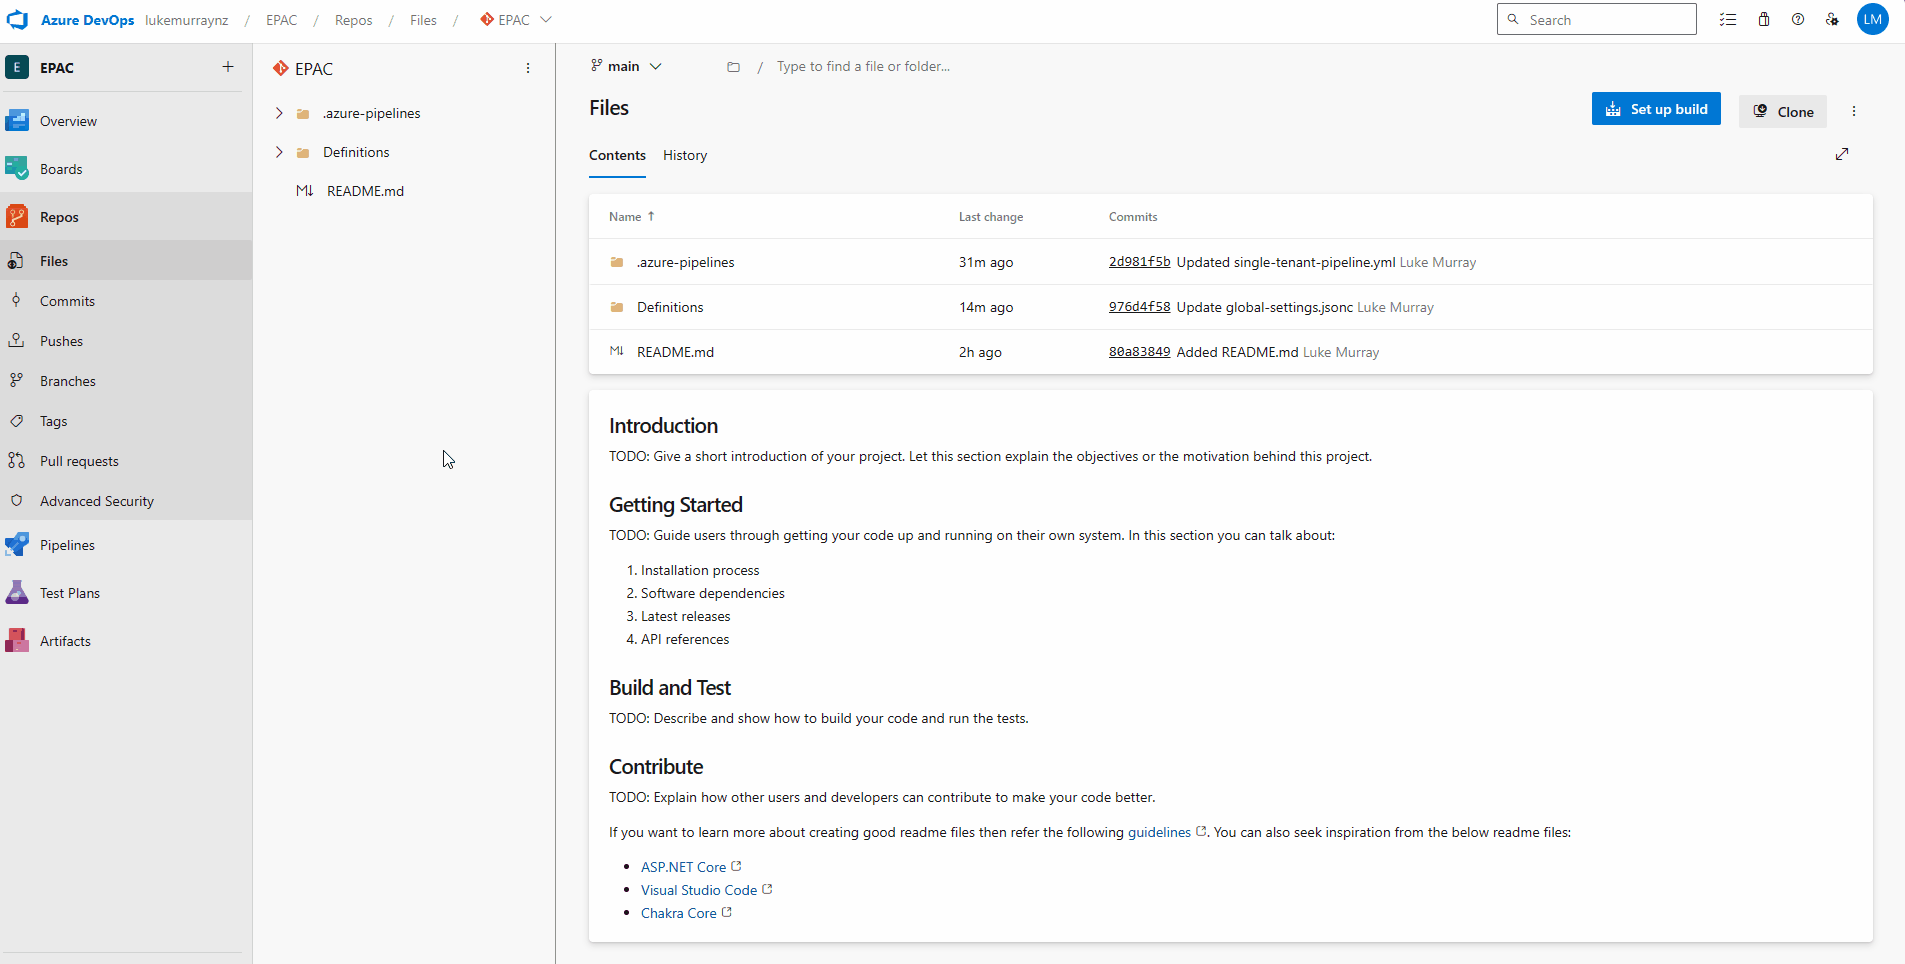 Azure DevOps lukemurraynz / EPAC / Repos / Files / EPAC
Search
LM
E EPAC +
Overview
Boards
Repos
Files
Commits
Pushes
Branches
Tags
Pull requests
Advanced Security
Pipelines
Test Plans
Artifacts
EPAC
.azure-pipelines
Definitions
M↓ README.md
main / Type to find a file or folder...
Files
Set up build
Clone
Contents History
Name ↑ Last change Commits
.azure-pipelines 31m ago 2d981f5b Updated single-tenant-pipeline.yml Luke Murray
Definitions 14m ago 976d4f58 Update global-settings.jsonc Luke Murray
M↓ README.md 2h ago 80a83849 Added README.md Luke Murray
Introduction
TODO: Give a short introduction of your project. Let this section explain the objectives or the motivation behind this project.
Getting Started
TODO: Guide users through getting your code up and running on their own system. In this section you can talk about:
1. Installation process
2. Software dependencies
3. Latest releases
4. API references
Build and Test
TODO: Describe and show how to build your code and run the tests.
Contribute
TODO: Explain how other users and developers can contribute to make your code better.
If you want to learn more about creating good readme files then refer the following guidelines. You can also seek inspiration from the below readme files:
• ASP.NET Core
• Visual Studio Code
• Chakra Core